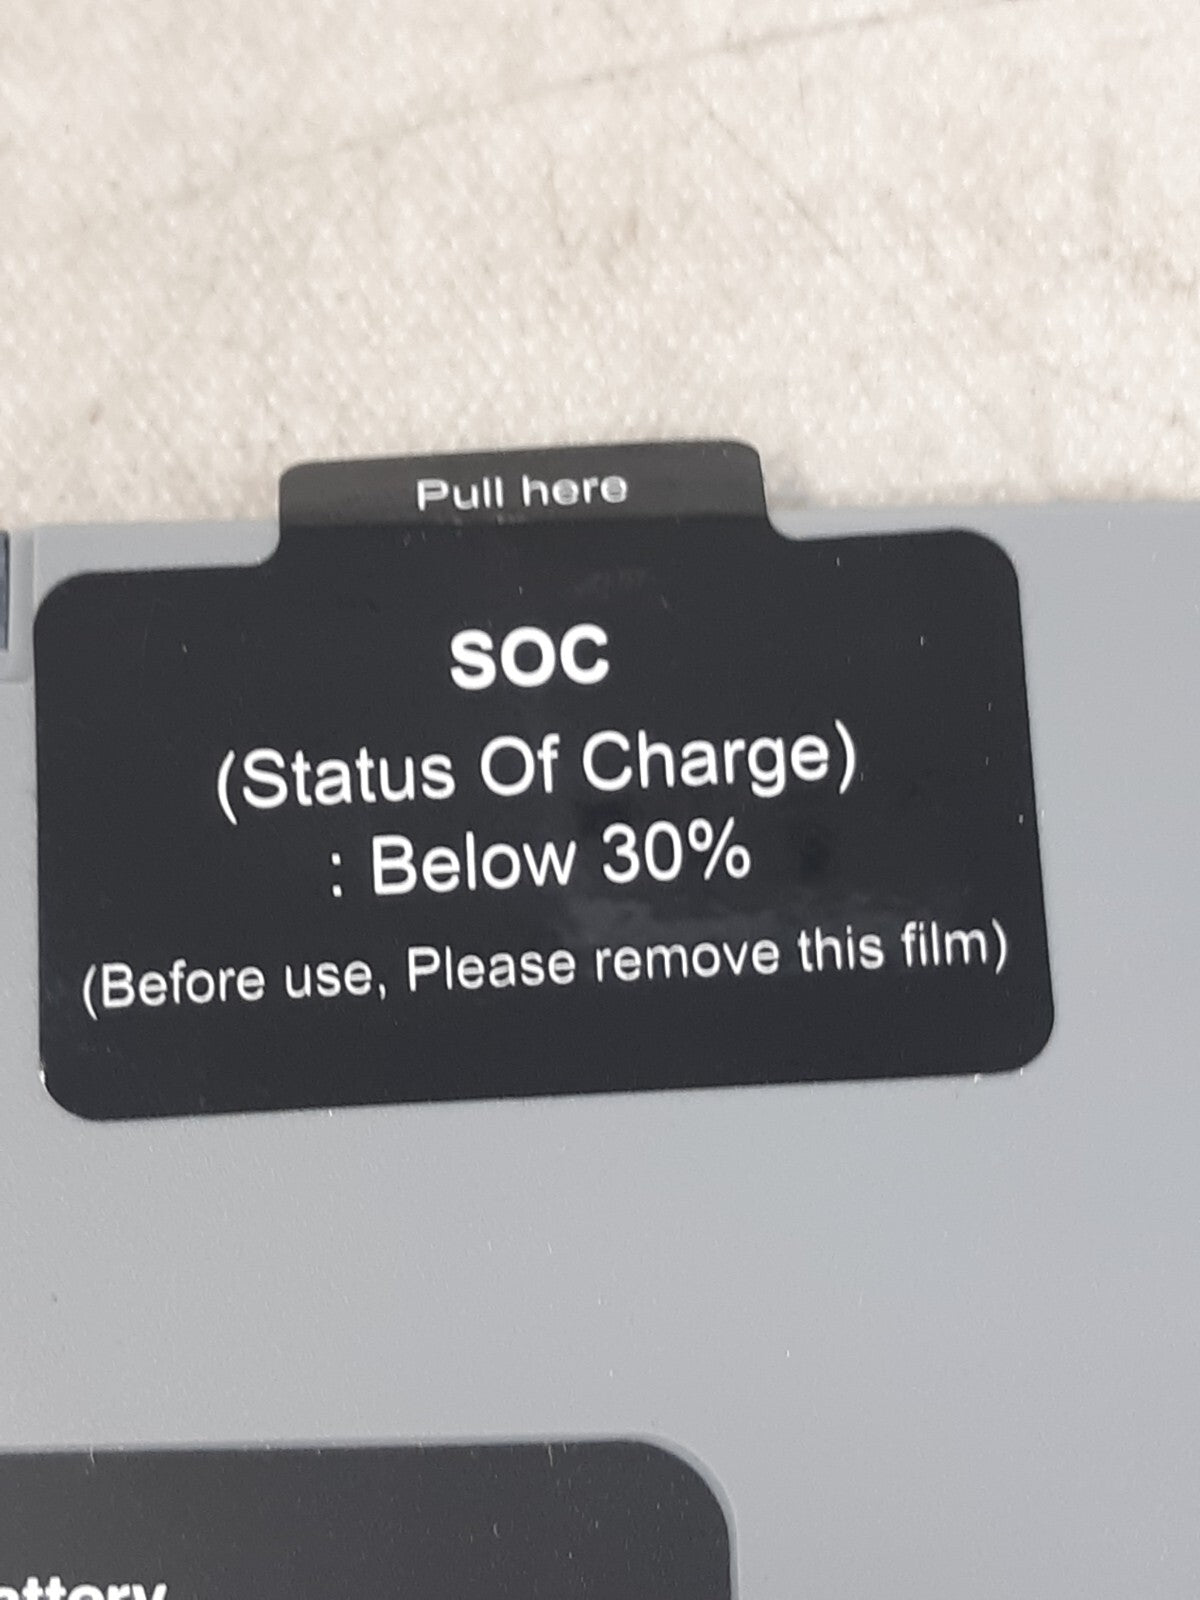 Pull here
SOC
(Status Of Charge)
: Below 30%
(Before use, Please remove this film)